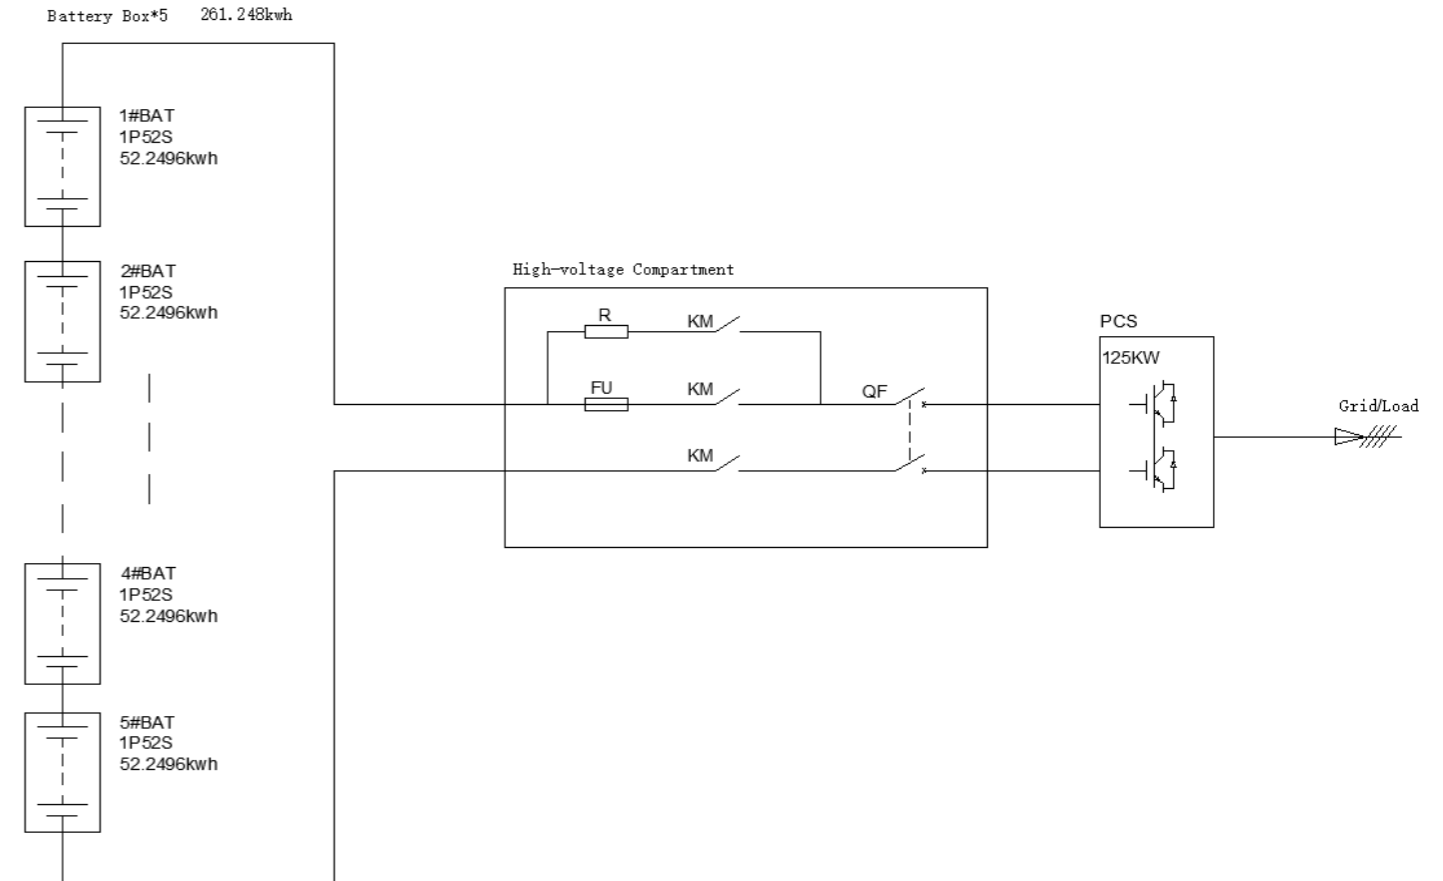 Battery Box*5 261.248kwh
1#BAT
1P52S
52.2496kwh
2#BAT
1P52S
52.2496kwh
High-voltage Compartment
R
KM
FU
KM
QF
KM
PCS
125KW
Grid/Load
4#BAT
1P52S
52.2496kwh
5#BAT
1P52S
52.2496kwh